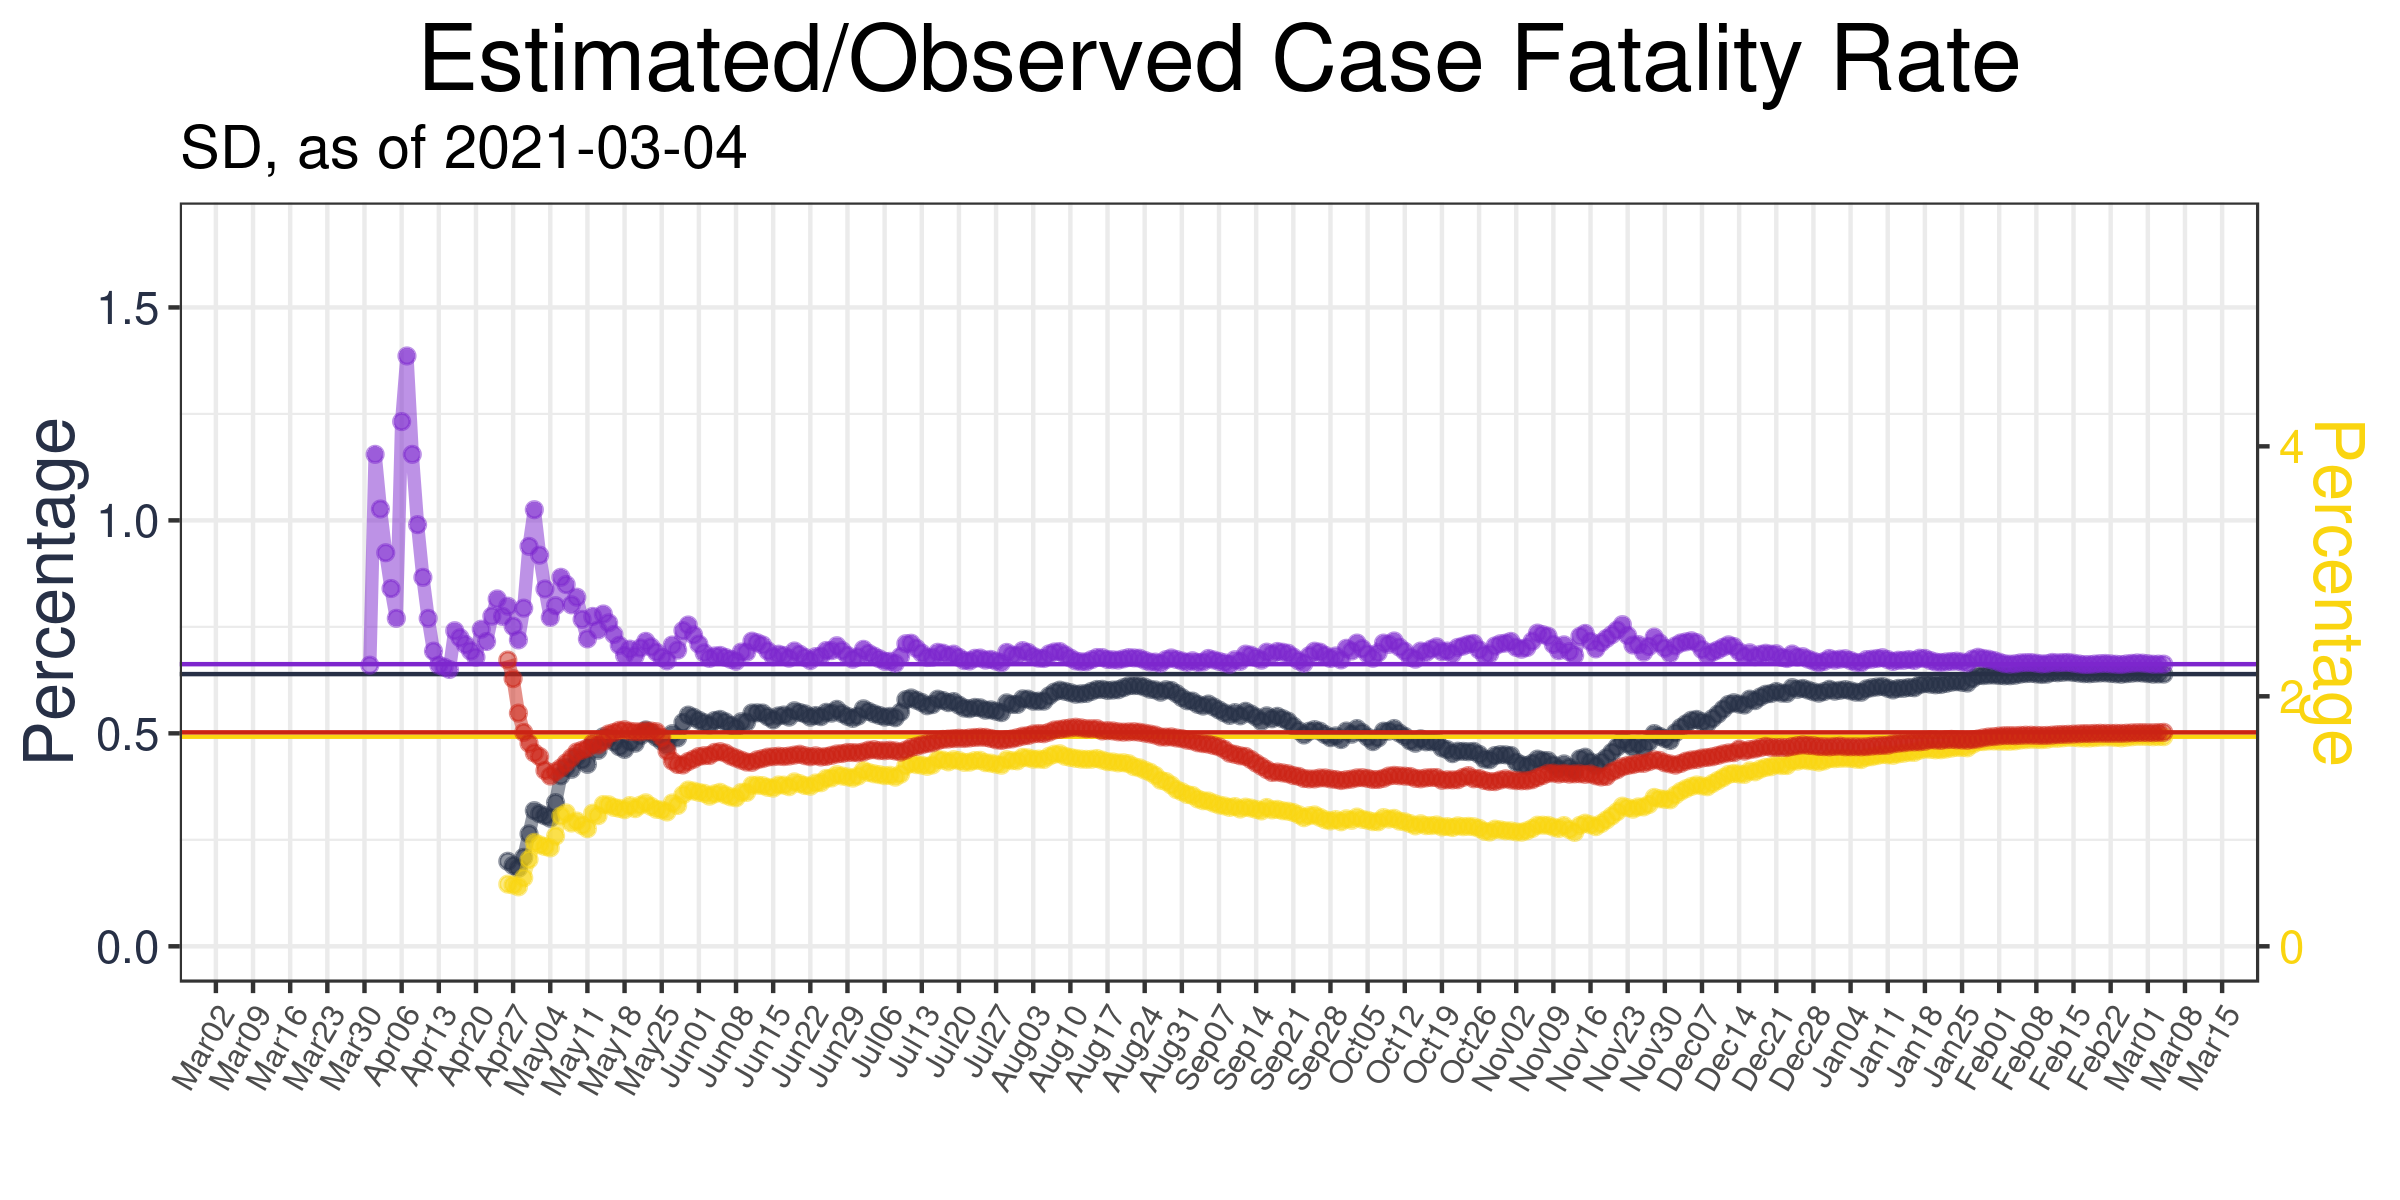 Estimated/Observed Case Fatality Rate
SD, as of 2021-03-04
Percentage
1.5
1.0
0.5
0.0
4
2
0
Percentage
Mar02
Mar09
Mar16
Mar23
Mar30
Apr06
Apr13
Apr20
Apr27
May04
May11
May18
May25
Jun01
Jun08
Jun15
Jun22
Jun29
Jul06
Jul13
Jul20
Jul27
Aug03
Aug10
Aug17
Aug24
Aug31
Sep07
Sep14
Sep21
Sep28
Oct05
Oct12
Oct19
Oct26
Nov02
Nov09
Nov16
Nov23
Nov30
Dec07
Dec14
Dec21
Dec28
Jan04
Jan11
Jan18
Jan25
Feb01
Feb08
Feb15
Feb22
Mar01
Mar08
Mar15